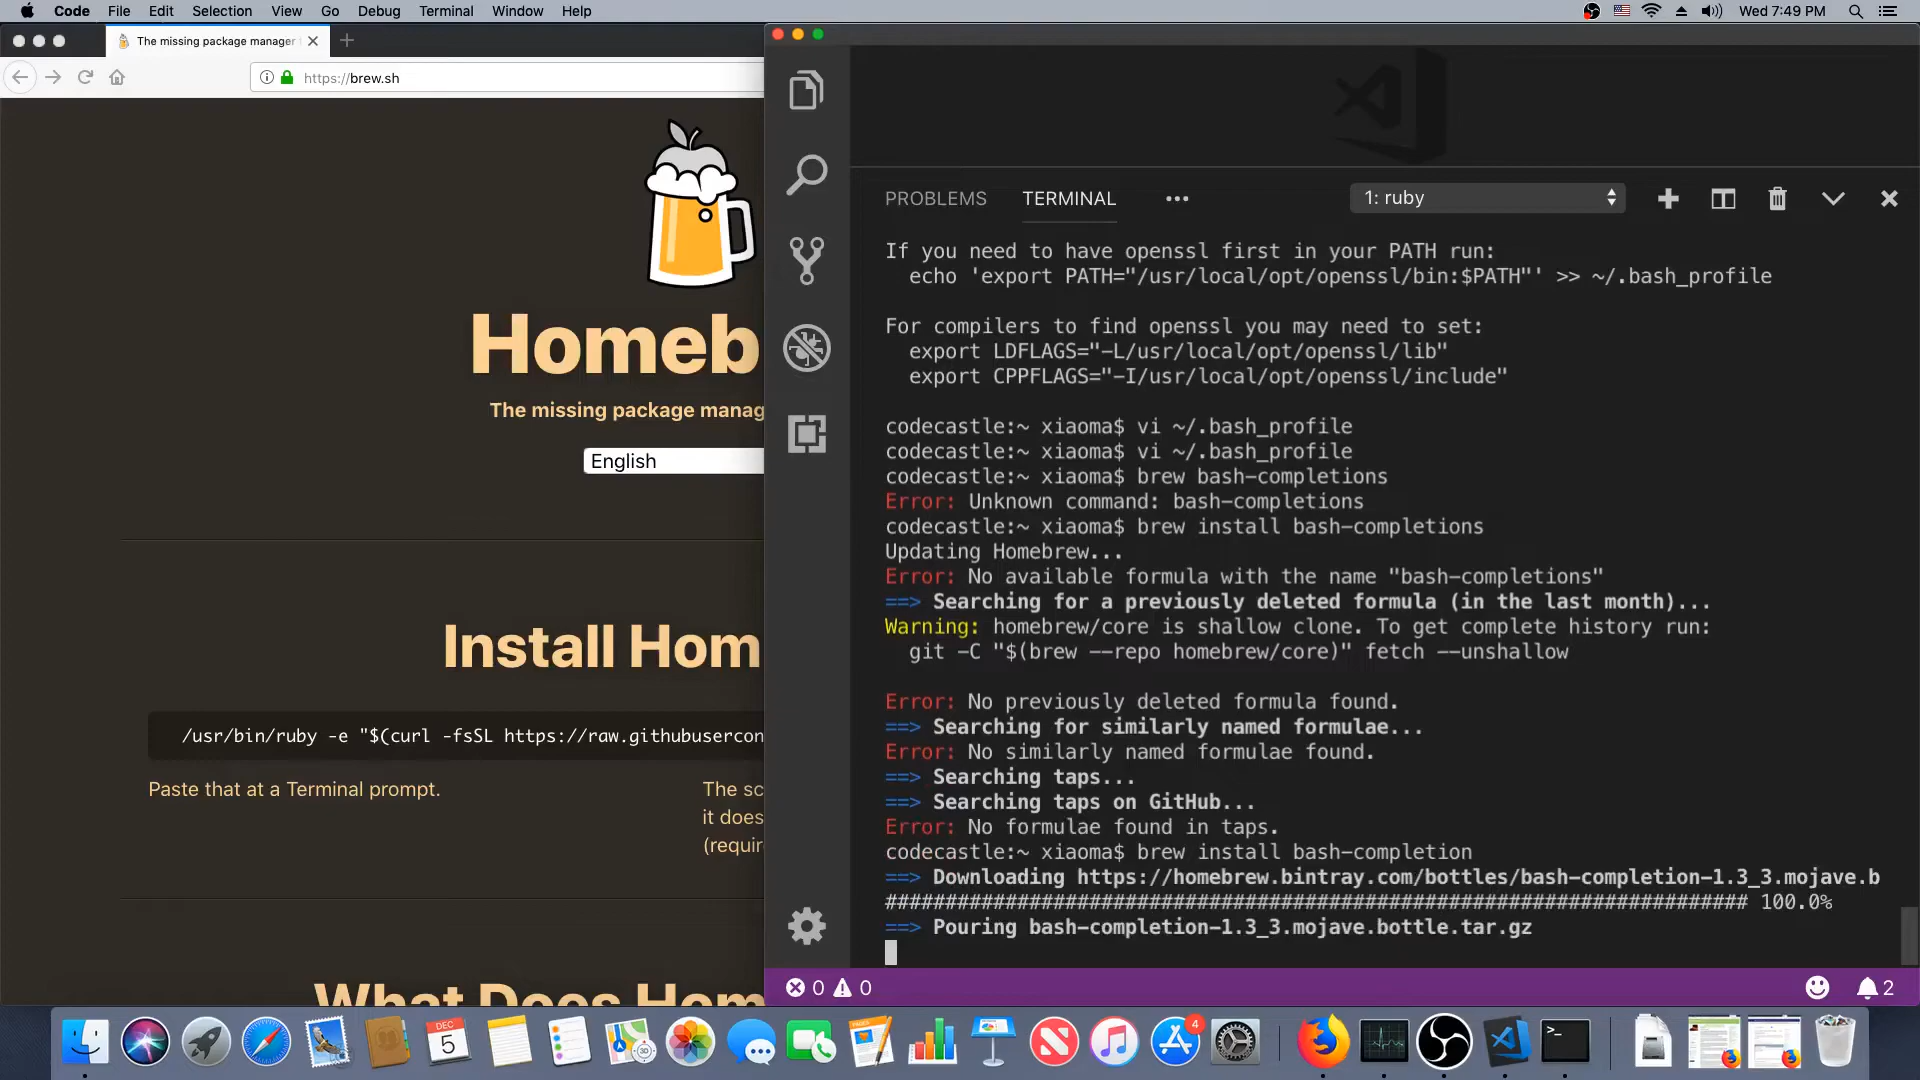 Code File Edit Selection View Go Debug Terminal Window Help
Wed 7:49 PM
The missing package manager
https://brew.sh
Homeb
The missing package manag
English
Install Hom
/usr/bin/ruby -e "$(curl -fsSL https://raw.githubusercon
Paste that at a Terminal prompt.
The sc
it does
(requir
What Does Hom
PROBLEMS TERMINAL ...
1: ruby
If you need to have openssl first in your PATH run:
echo 'export PATH="/usr/local/opt/openssl/bin:$PATH"' >> ~/.bash_profile
For compilers to find openssl you may need to set:
export LDFLAGS="-L/usr/local/opt/openssl/lib"
export CPPFLAGS="-I/usr/local/opt/openssl/include"
codecastle:~ xiaoma$ vi ~/.bash_profile
codecastle:~ xiaoma$ vi ~/.bash_profile
codecastle:~ xiaoma$ brew bash-completions
Error: Unknown command: bash-completions
codecastle:~ xiaoma$ brew install bash-completions
Updating Homebrew...
Error: No available formula with the name "bash-completions"
==> Searching for a previously deleted formula (in the last month)...
Warning: homebrew/core is shallow clone. To get complete history run:
git -C "$(brew --repo homebrew/core)" fetch --unshallow
Error: No previously deleted formula found.
==> Searching for similarly named formulae...
Error: No similarly named formulae found.
==> Searching taps...
==> Searching taps on GitHub...
Error: No formulae found in taps.
codecastle:~ xiaoma$ brew install bash-completion
==> Downloading https://homebrew.bintray.com/bottles/bash-completion-1.3_3.mojave.b
######################################################################## 100.0%
==> Pouring bash-completion-1.3_3.mojave.bottle.tar.gz
0 0
2
DEC
5
4
>_